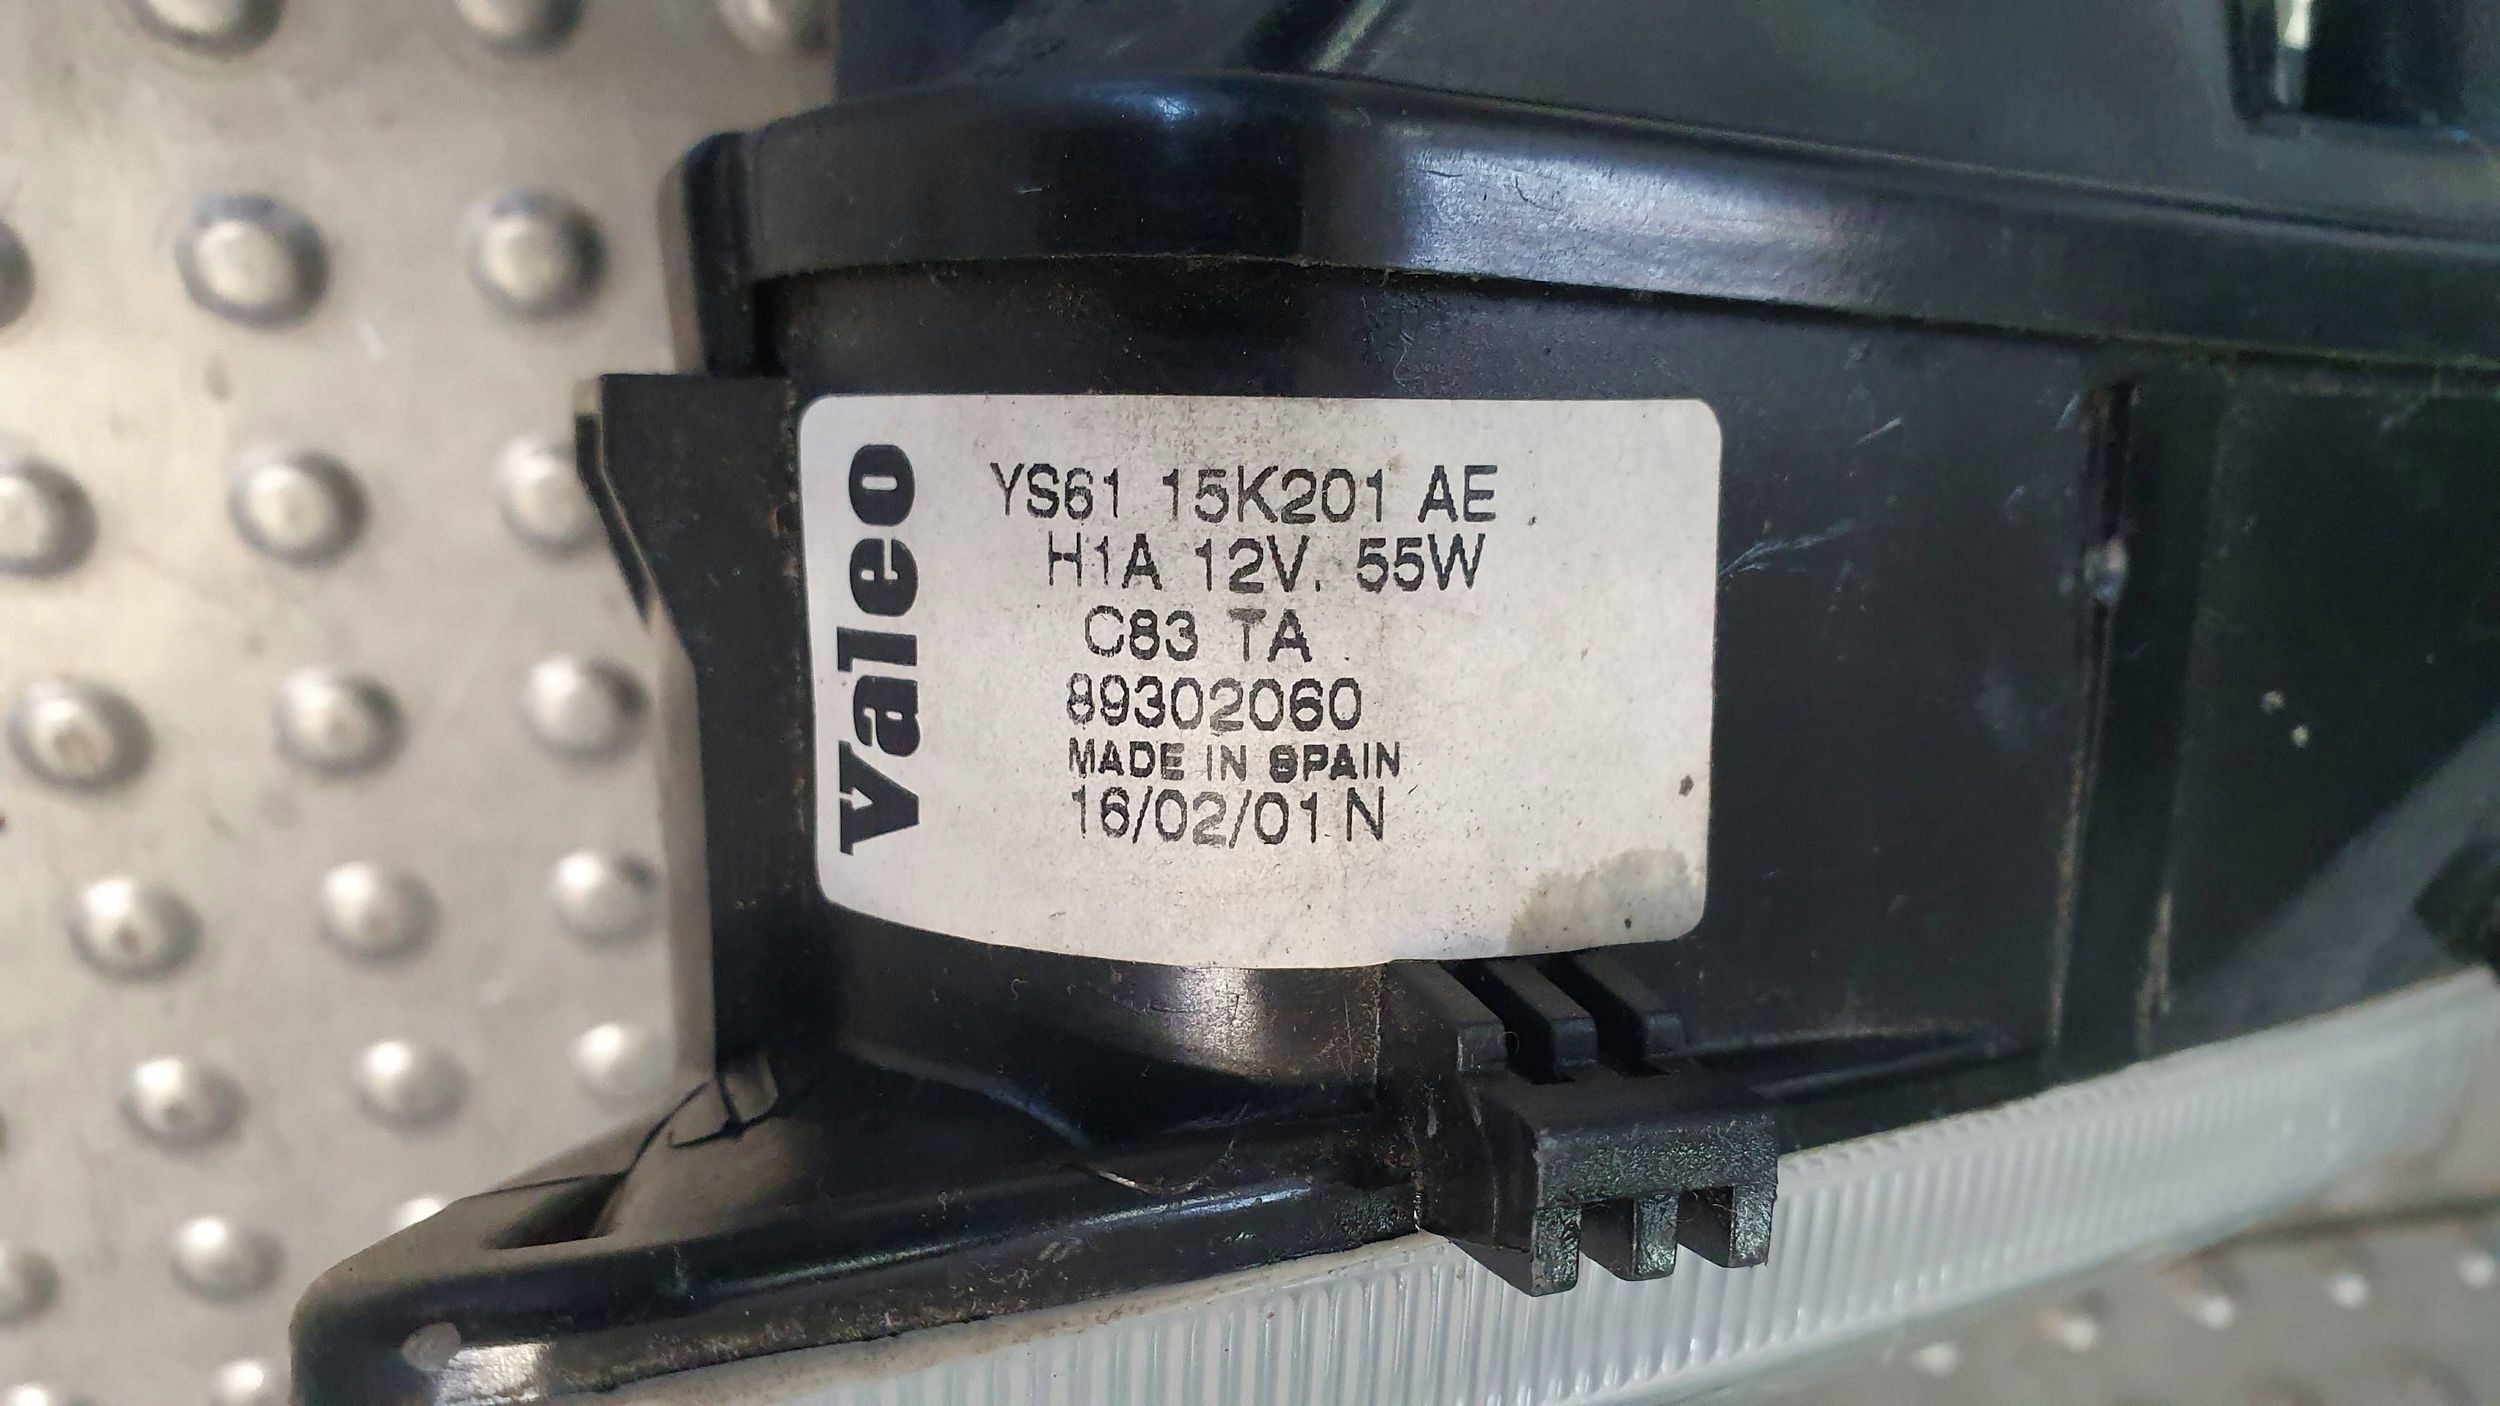 Valeo
YS61 15K201 AE
H1A 12V. 55W
C83 TA
89302060
MADE IN SPAIN
16/02/01 N